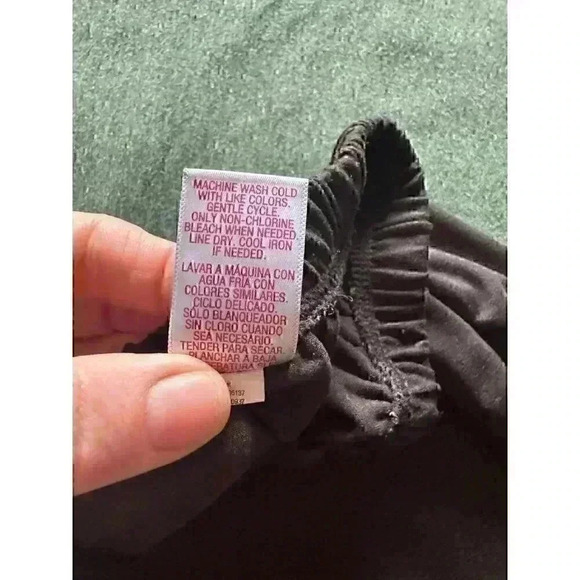 MACHINE WASH COLD
WITH LIKE COLORS.
GENTLE CYCLE.
ONLY NON-CHLORINE
BLEACH WHEN NEEDED.
LINE DRY. COOL IRON
IF NEEDED.
LAVAR A MÁQUINA CON
AGUA FRÍA CON
COLORES SIMILARES.
CICLO DELICADO.
SÓLO BLANQUEADOR
SIN CLORO CUANDO
SEA NECESARIO.
TENDER PARA SECAR.
PLANCHAR A BAJA